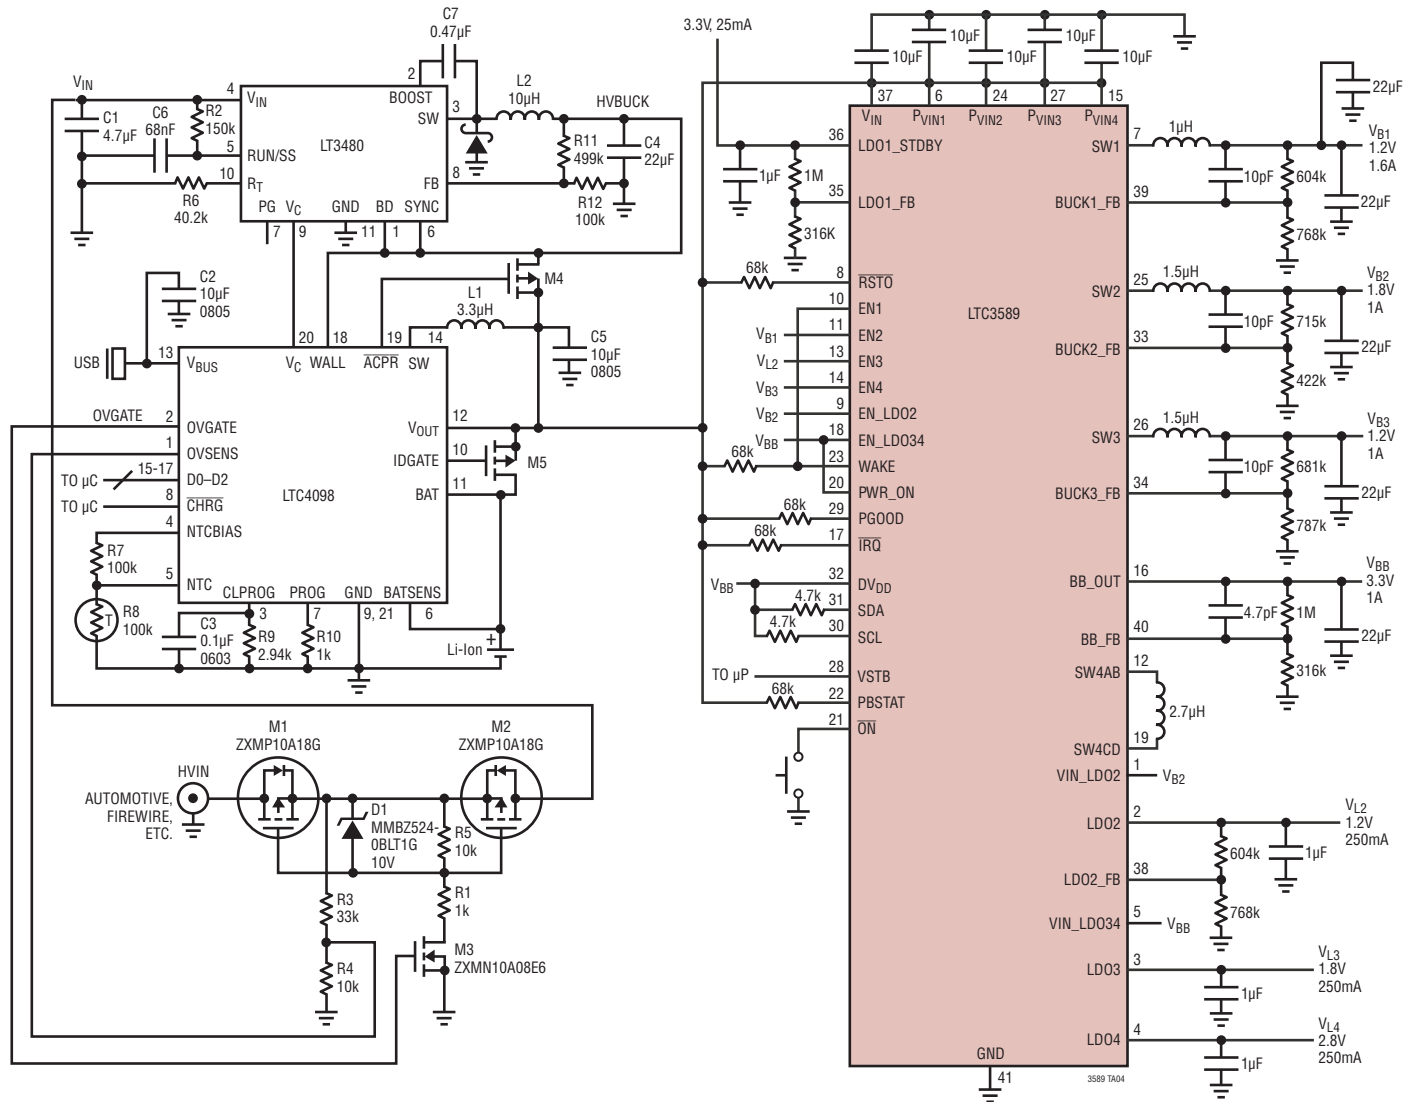 C7
0.47µF
3.3V, 25mA
10µF
10µF
10µF
10µF
10µF
VIN
C1
4.7µF
C6
68nF
R2
150k
4
VIN
2
BOOST
3
SW
L2
10µH
HVBUCK
LT3480
5
RUN/SS
10
RT
R6
40.2k
8
FB
R11
499k
C4
22µF
R12
100k
PG
VC
GND
BD
SYNC
7
9
11
1
6
C2
10µF
0805
M4
L1
3.3µH
C5
10µF
0805
20
18
19
14
USB
13
VBUS
VC
WALL
ACPR
SW
OVGATE
2
OVGATE
1
OVSENS
TO µC
15-17
D0–D2
TO µC
8
CHRG
4
NTCBIAS
5
NTC
R7
100k
T
R8
100k
LTC4098
12
VOUT
10
IDGATE
M5
11
BAT
CLPROG
PROG
GND
BATSENS
3
7
9, 21
6
C3
0.1µF
0603
R9
2.94k
R10
1k
Li-Ion
+
M1
ZXMP10A18G
M2
ZXMP10A18G
HVIN
AUTOMOTIVE,
FIREWIRE,
ETC.
D1
MMBZ524-
0BLT1G
10V
R5
10k
R3
33k
R1
1k
R4
10k
M3
ZXMN10A08E6
37
6
24
27
15
VIN
PVIN1
PVIN2
PVIN3
PVIN4
LTC3589
36
LDO1_STDBY
1µF
1M
35
LDO1_FB
316K
68k
8
RSTO
10
EN1
VB1
11
EN2
VL2
13
EN3
VB3
14
EN4
VB2
9
EN_LDO2
VBB
18
EN_LDO34
68k
23
WAKE
20
PWR_ON
68k
29
PGOOD
68k
17
IRQ
VBB
32
DVDD
4.7k
31
SDA
4.7k
30
SCL
TO µP
28
VSTB
68k
22
PBSTAT
21
ON
7
SW1
1µH
22µF
VB1
1.2V
1.6A
10pF
604k
22µF
39
BUCK1_FB
768k
25
SW2
1.5µH
VB2
1.8V
1A
10pF
715k
22µF
33
BUCK2_FB
422k
26
SW3
1.5µH
VB3
1.2V
1A
10pF
681k
22µF
34
BUCK3_FB
787k
16
BB_OUT
VBB
3.3V
1A
4.7pF
1M
22µF
40
BB_FB
316k
12
SW4AB
2.7µH
19
SW4CD
1
VIN_LDO2
VB2
2
LDO2
VL2
1.2V
250mA
604k
1µF
38
LDO2_FB
768k
5
VIN_LDO34
VBB
3
LDO3
VL3
1.8V
250mA
1µF
4
LDO4
VL4
2.8V
250mA
1µF
GND
41
3589 TA04